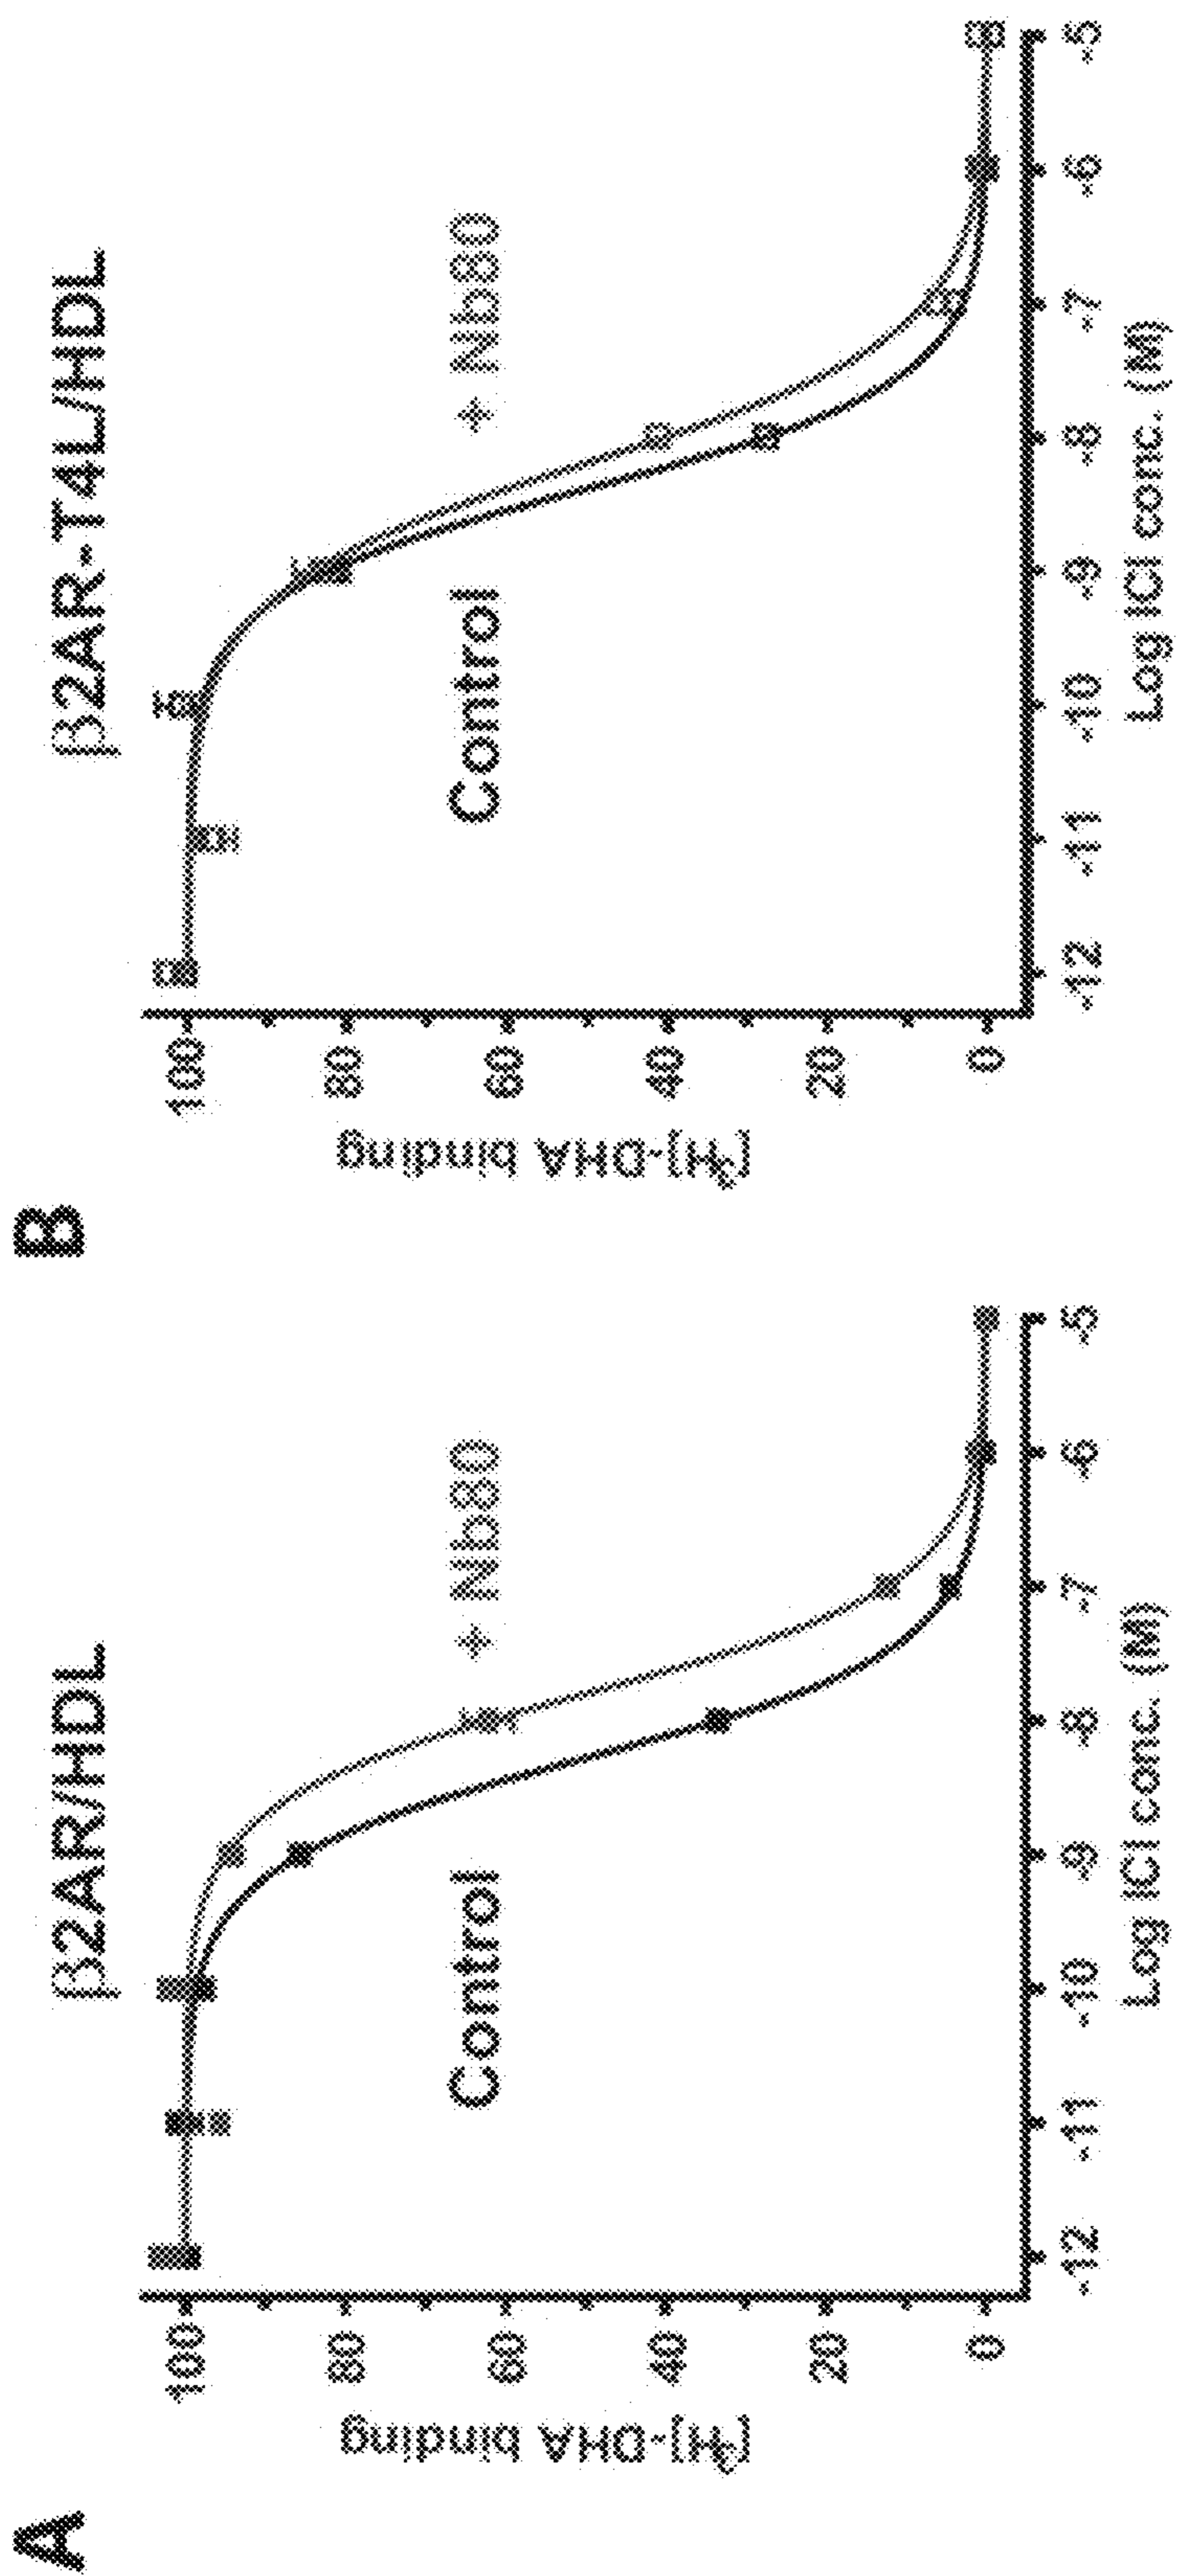 A
β2AR/HDL
[³H]-DHA binding
100
80
60
40
20
0
Control
+ Nb80
-12 -11 -10 -9 -8 -7 -6 -5
Log ICI conc. (M)
B
β2AR-T4L/HDL
[³H]-DHA binding
100
80
60
40
20
0
Control
+ Nb80
-12 -11 -10 -9 -8 -7 -6 -5
Log ICI conc. (M)